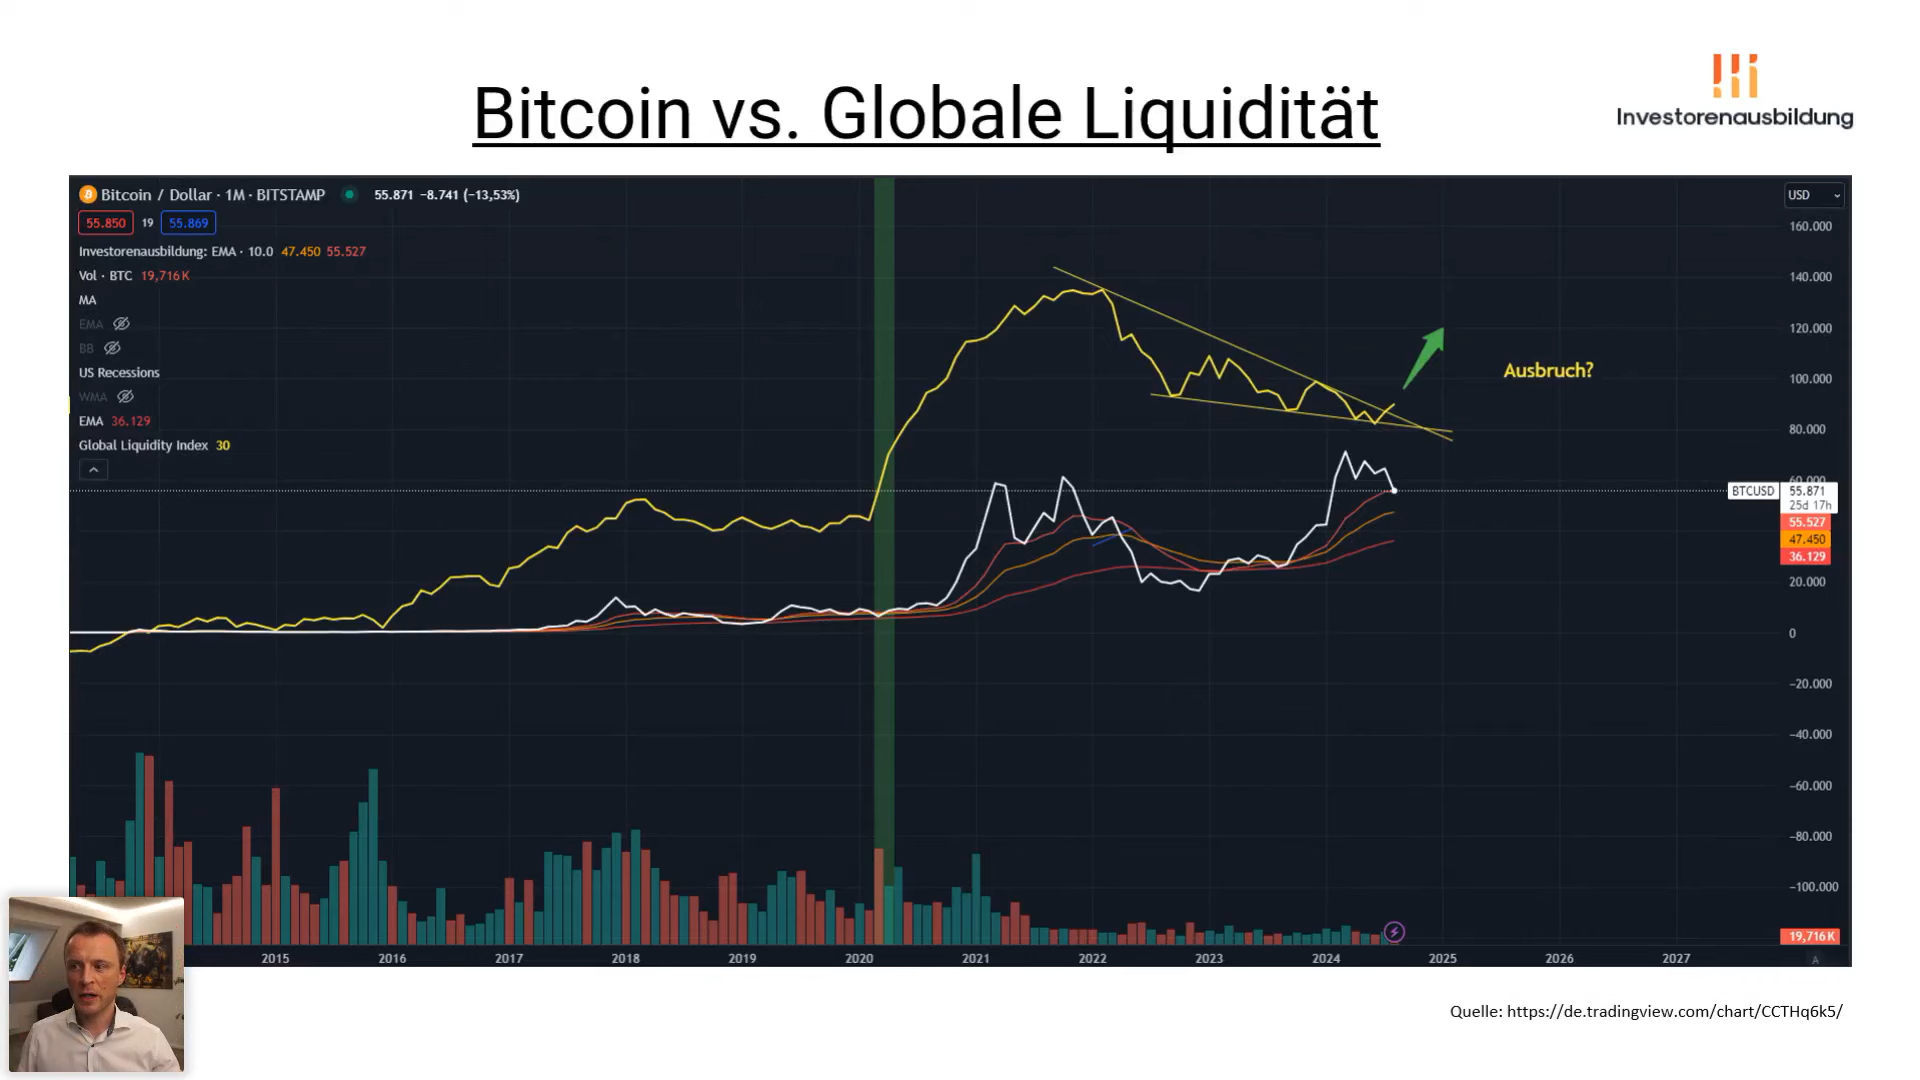 Bitcoin vs. Globale Liquidität
Investorenausbildung
Bitcoin / Dollar · 1M · BITSTAMP 55.871 −8.741 (−13,53%)
55.850 19 55.869
Investorenausbildung: EMA · 10.0 47.450 55.527
Vol · BTC 19,716 K
MA
EMA
BB
US Recessions
WMA
EMA 36.129
Global Liquidity Index 30
USD
160.000
140.000
120.000
Ausbruch?
100.000
80.000
60.000
BTCUSD 55.871
25d 17h
55.527
47.450
36.129
20.000
0
−20.000
−40.000
−60.000
−80.000
−100.000
19,716 K
2015 2016 2017 2018 2019 2020 2021 2022 2023 2024 2025 2026 2027 A
Quelle: https://de.tradingview.com/chart/CCTHq6k5/